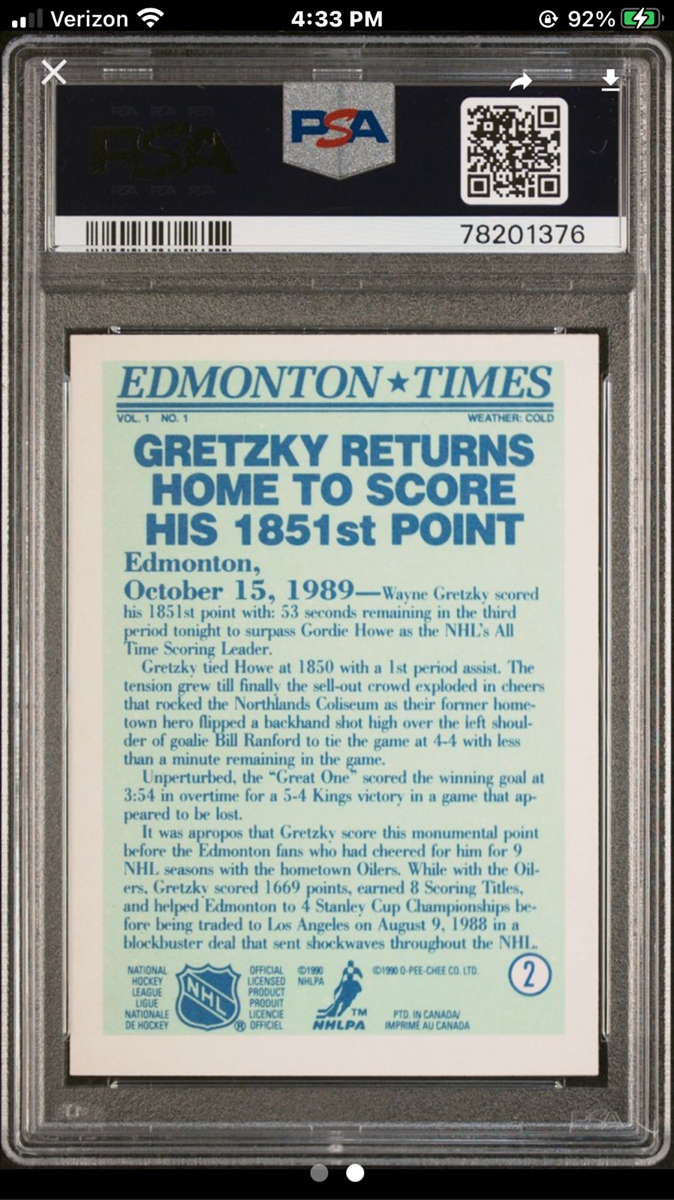 Verizon 4:33 PM 92%
PSA PSA PSA
PSA
PSA PSA PSA
PSA
78201376
EDMONTON★TIMES
VOL. 1 NO. 1 WEATHER: COLD
GRETZKY RETURNS
HOME TO SCORE
HIS 1851st POINT
Edmonton,
October 15, 1989—Wayne Gretzky scored
his 1851st point with: 53 seconds remaining in the third
period tonight to surpass Gordie Howe as the NHL's All
Time Scoring Leader.
Gretzky tied Howe at 1850 with a 1st period assist. The
tension grew till finally the sell-out crowd exploded in cheers
that rocked the Northlands Coliseum as their former home-
town hero flipped a backhand shot high over the left shoul-
der of goalie Bill Ranford to tie the game at 4-4 with less
than a minute remaining in the game.
Unperturbed, the "Great One" scored the winning goal at
3:54 in overtime for a 5-4 Kings victory in a game that ap-
peared to be lost.
It was apropos that Gretzky score this monumental point
before the Edmonton fans who had cheered for him for 9
NHL seasons with the hometown Oilers. While with the Oil-
ers, Gretzky scored 1669 points, earned 8 Scoring Titles,
and helped Edmonton to 4 Stanley Cup Championships be-
fore being traded to Los Angeles on August 9, 1988 in a
blockbuster deal that sent shockwaves throughout the NHL.
NATIONAL
HOCKEY
LEAGUE
LIGUE
NATIONALE
DE HOCKEY
NHL
®
OFFICIAL
LICENSED
PRODUCT
PRODUIT
LICENCIE
OFFICIEL
©1990
NHLPA
TM
NHLPA
©1990 O-PEE-CHEE CO. LTD.
PTD. IN CANADA/
IMPRIMÉ AU CANADA
2
PSA